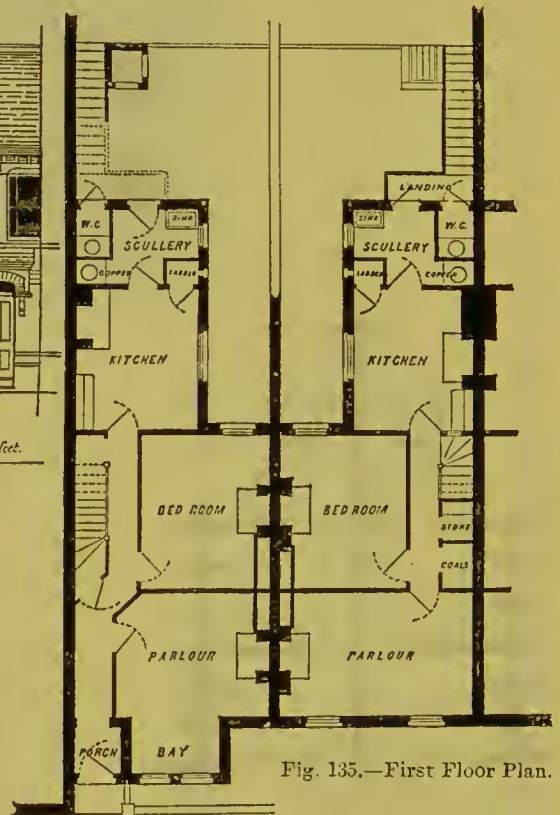 LANDING
W.C.
SINK
SINK
W.C.
SCULLERY
SCULLERY
COPPER
LARDER
LARDER
COPPER
KITCHEN
KITCHEN
feet.
BED ROOM
BED ROOM
STORE
COALS
PARLOUR
PARLOUR
PORCH
BAY
Fig. 135.—First Floor Plan.